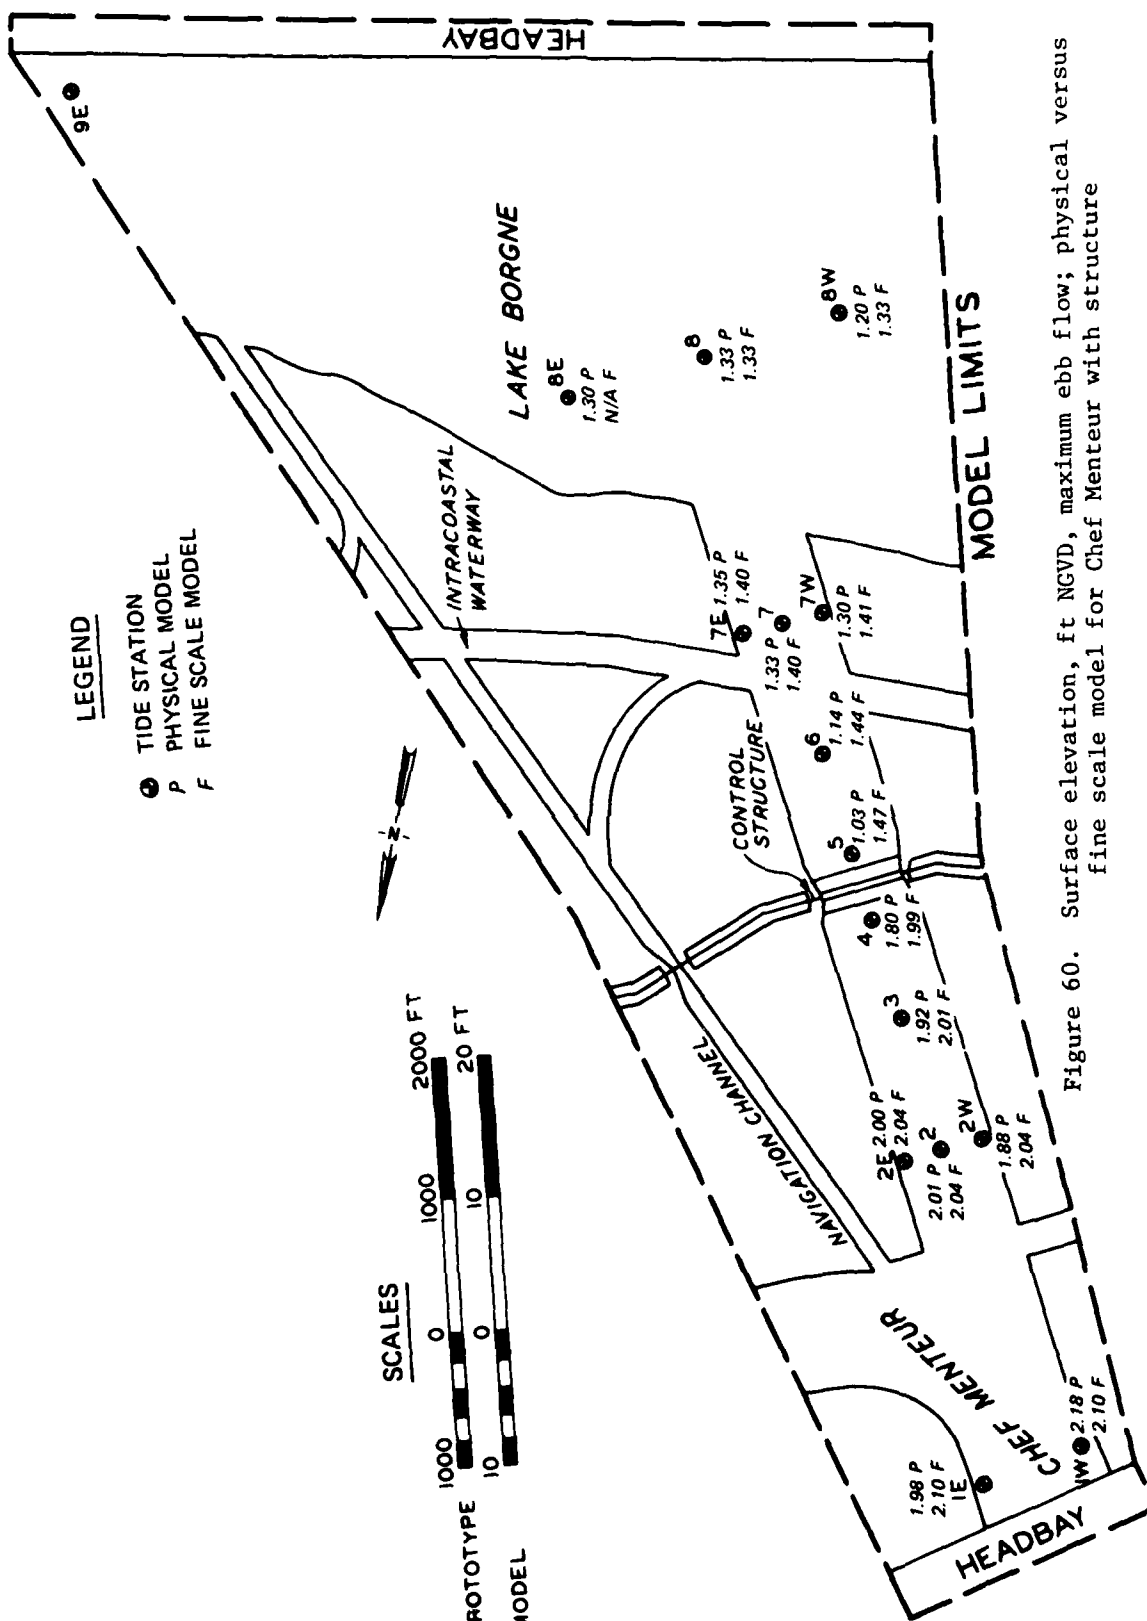 LEGEND
TIDE STATION
P PHYSICAL MODEL
F FINE SCALE MODEL
SCALES
1000 0 1000 2000 FT
ROTOTYPE
10 0 10 20 FT
MODEL
N
HEADBAY
CHEF MENTEUR
1.98 P
2.10 F
1E
1W
2.18 P
2.10 F
NAVIGATION CHANNEL
2E
2.00 P
2.04 F
2
2.01 P
2.04 F
2W
1.88 P
2.04 F
3
1.92 P
2.01 F
4
1.80 P
1.99 F
CONTROL
STRUCTURE
5
1.03 P
1.47 F
6
1.14 P
1.44 F
INTRACOASTAL
WATERWAY
7E
1.35 P
1.40 F
7
1.33 P
1.40 F
7W
1.30 P
1.41 F
LAKE BORGNE
8E
1.30 P
N/A F
8
1.33 P
1.33 F
8W
1.20 P
1.33 F
9E
HEADBAY
MODEL LIMITS
Figure 60. Surface elevation, ft NGVD, maximum ebb flow; physical versus
fine scale model for Chef Menteur with structure